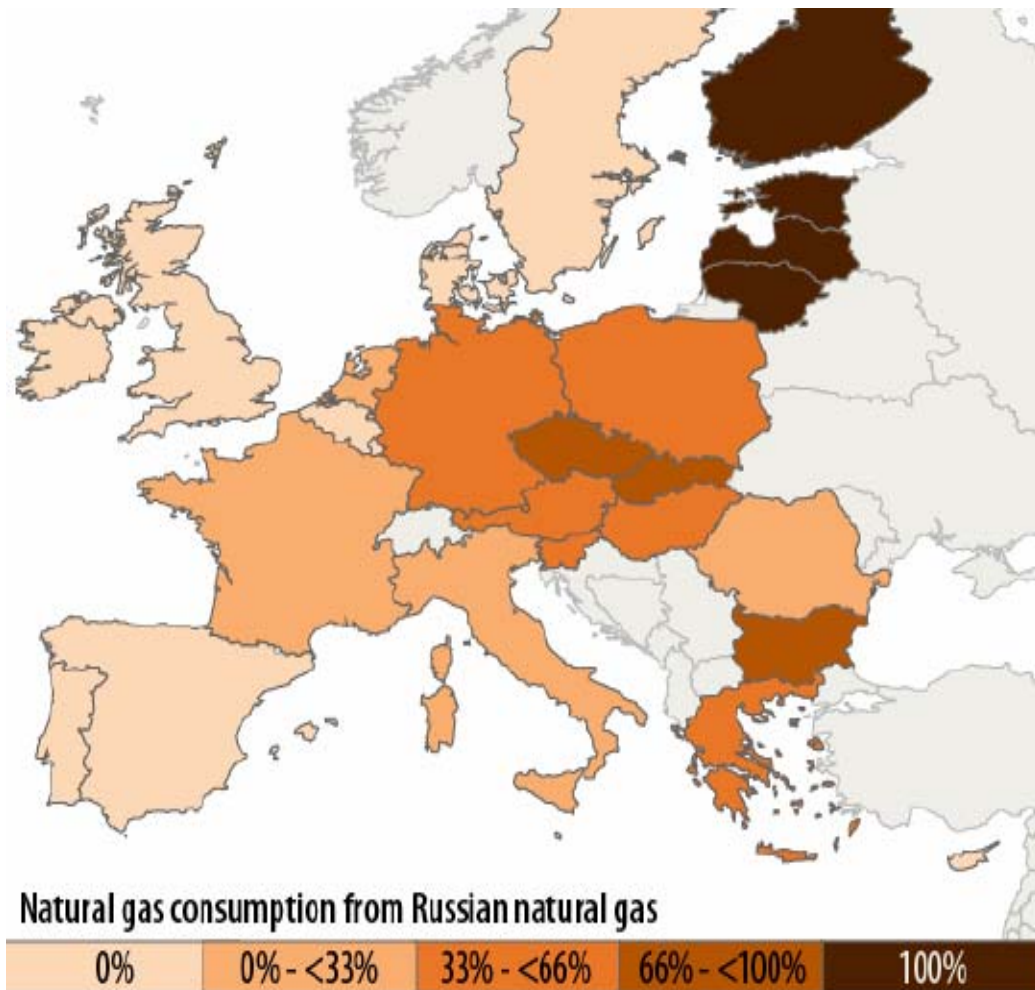 Natural gas consumption from Russian natural gas
0% 0% - <33% 33% - <66% 66% - <100% 100%